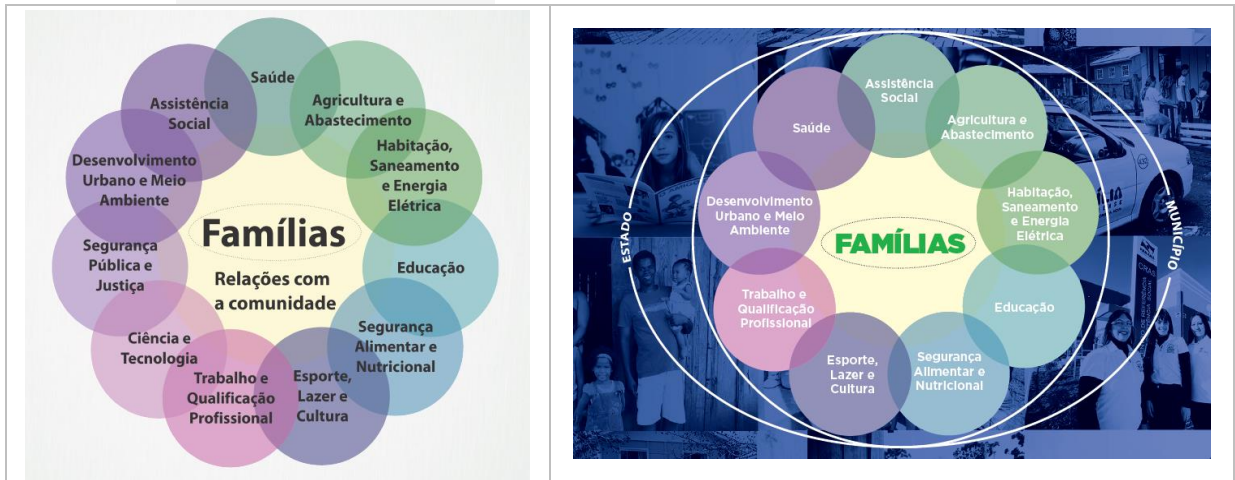 Saúde
Agricultura e
Abastecimento
Habitação,
Saneamento
e Energia
Elétrica
Educação
Segurança
Alimentar e
Nutricional
Esporte,
Lazer e
Cultura
Trabalho e
Qualificação
Profissional
Ciência e
Tecnologia
Segurança
Pública e
Justiça
Desenvolvimento
Urbano e Meio
Ambiente
Assistência
Social
Famílias
Relações com
a comunidade
Assistência
Social
Agricultura e
Abastecimento
Habitação,
Saneamento
e Energia
Elétrica
Educação
Segurança
Alimentar e
Nutricional
Esporte,
Lazer e
Cultura
Trabalho e
Qualificação
Profissional
Desenvolvimento
Urbano e Meio
Ambiente
Saúde
FAMÍLIAS
ESTADO
MUNICÍPIO